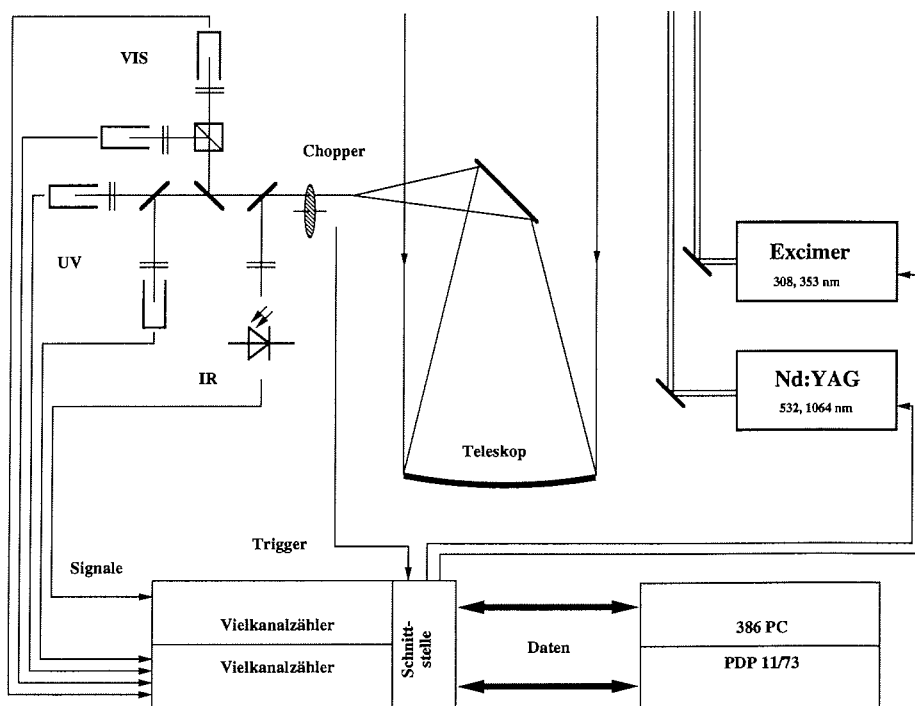 VIS
Chopper
UV
IR
Excimer
308, 353 nm
Nd:YAG
532, 1064 nm
Teleskop
Trigger
Signale
Vielkanalzähler
Vielkanalzähler
Schnitt-
stelle
Daten
386 PC
PDP 11/73